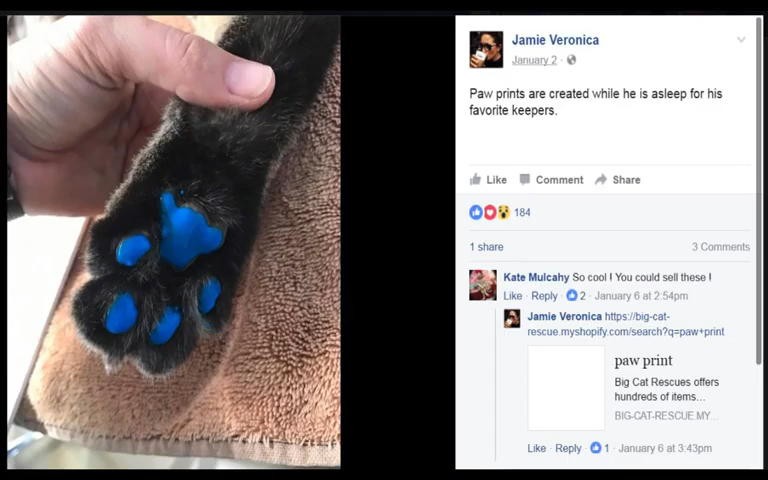 Jamie Veronica
January 2 ·
Paw prints are created while he is asleep for his
favorite keepers.
Like Comment Share
184
1 share 3 Comments
Kate Mulcahy So cool ! You could sell these !
Like · Reply · 2 · January 6 at 2:54pm
Jamie Veronica https://big-cat-
rescue.myshopify.com/search?q=paw+print
paw print
Big Cat Rescues offers
hundreds of items...
BIG-CAT-RESCUE.MY...
Like · Reply · 1 · January 6 at 3:43pm